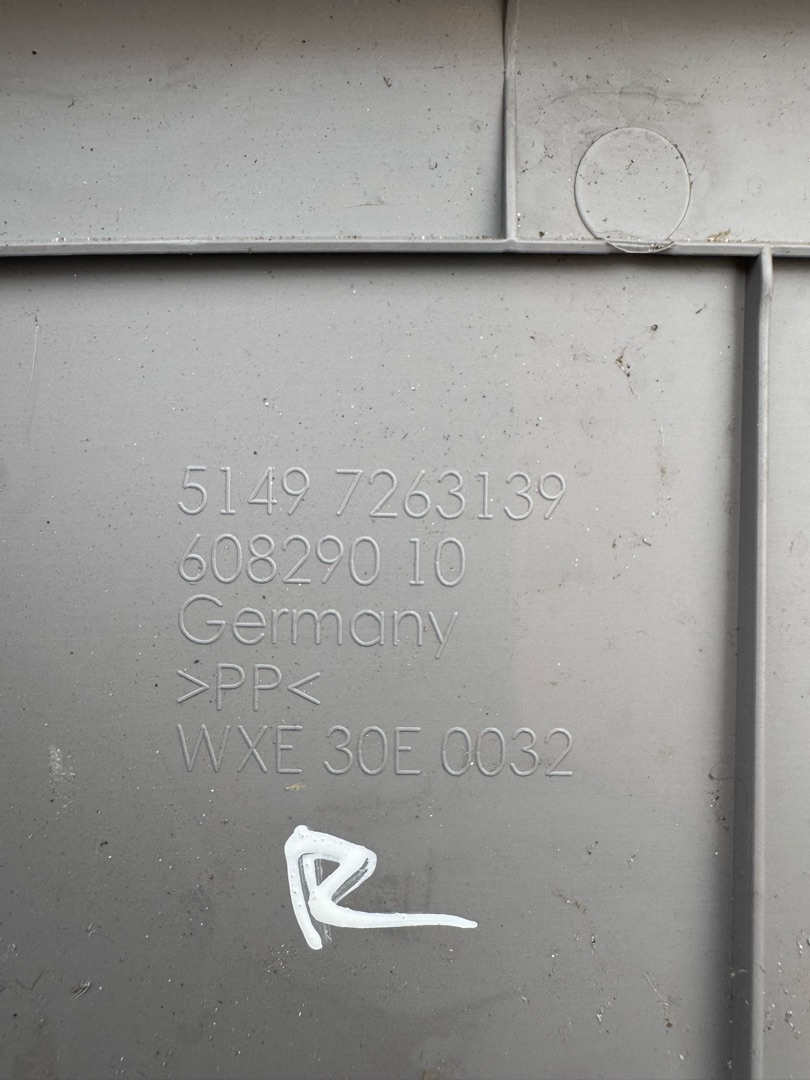 5149 7263139
608290 10
Germany
>PP<
WXE 30E 0032
R